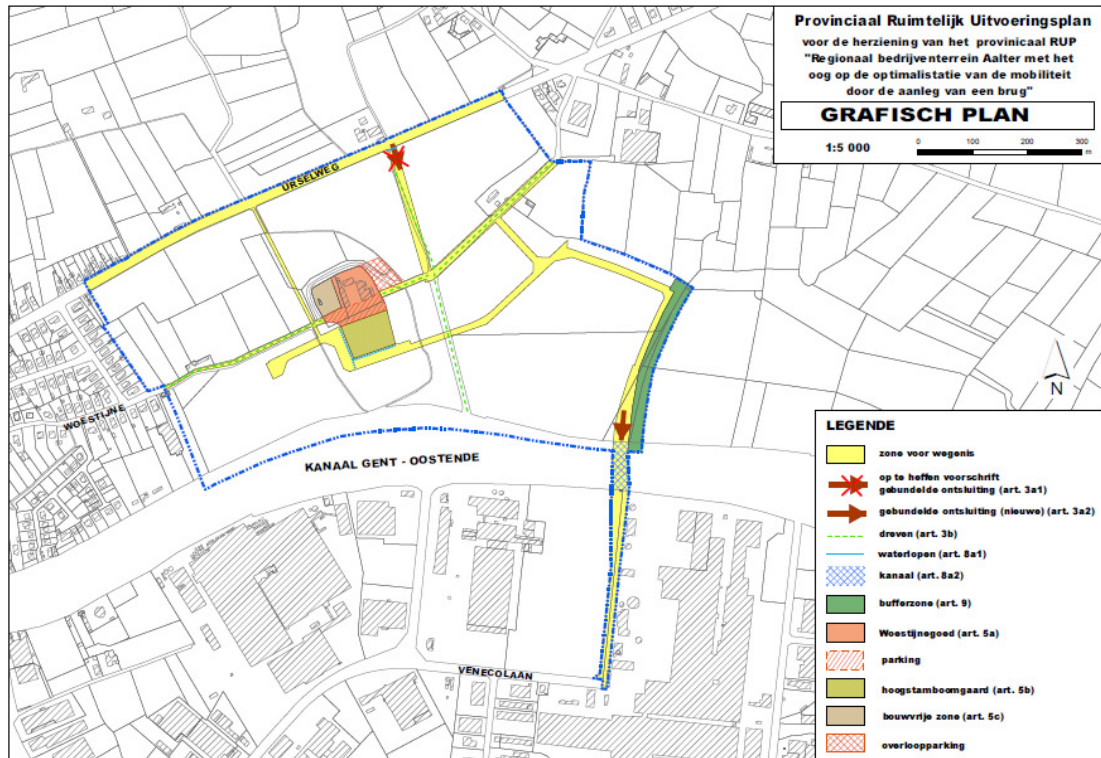 Provinciaal Ruimtelijk Uitvoeringsplan
voor de herziening van het provinicaal RUP
"Regionaal bedrijventerrein Aalter met het
oog op de optimalistatie van de mobiliteit
door de aanleg van een brug"
GRAFISCH PLAN
1:5 000
0 100 200 300
m
URSELWEG
WOESTIJNE
KANAAL GENT - OOSTENDE
VENECOLAAN
N
LEGENDE
zone voor wegenis
op te heffen voorschrift
gebundelde ontsluiting (art. 3a1)
gebundelde ontsluiting (nieuwe) (art. 3a2)
dreven (art. 3b)
waterlopen (art. 8a1)
kanaal (art. 8a2)
bufferzone (art. 9)
Woestijnegoed (art. 5a)
parking
hoogstamboomgaard (art. 5b)
bouwvrije zone (art. 5c)
overloopparking